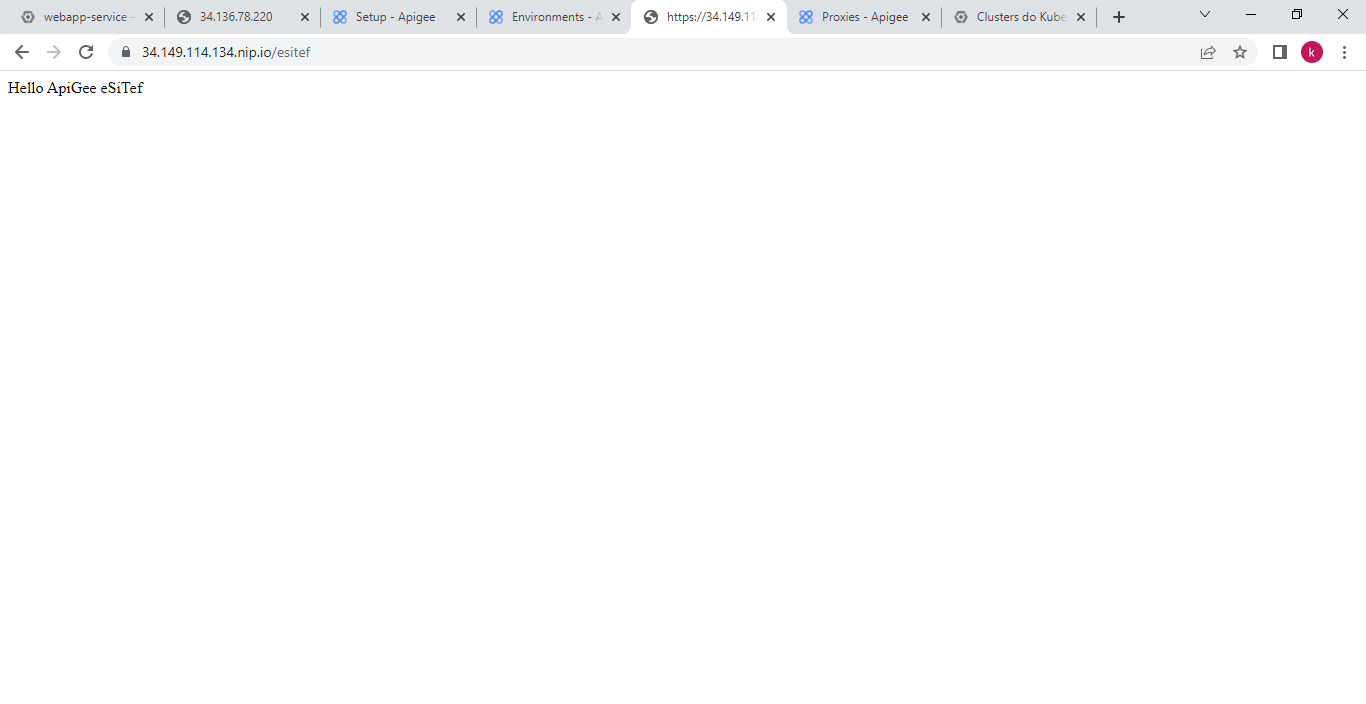 webapp-service –
34.136.78.220
Setup - Apigee
Environments - A
https://34.149.11
Proxies - Apigee
Clusters do Kube
34.149.114.134.nip.io/esitef
k
Hello ApiGee eSiTef